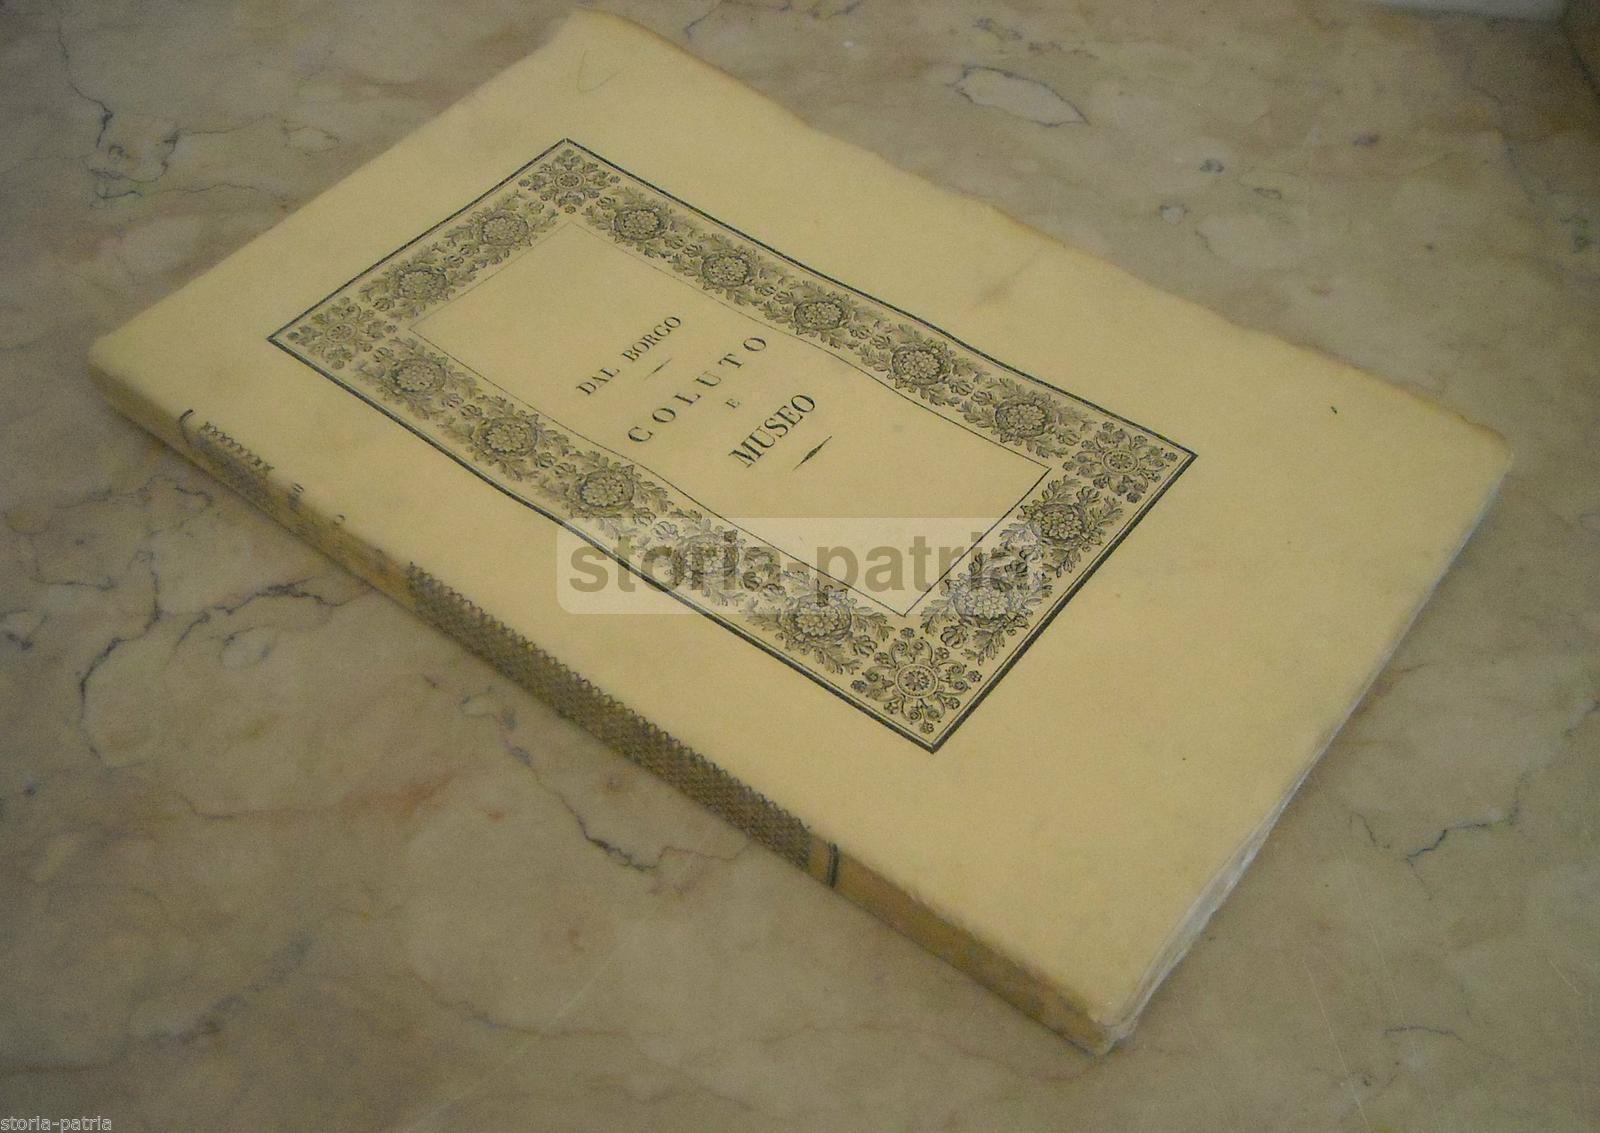 DAL BORGO
COLUTO
E
MUSEO
storia-patria
storia-patria